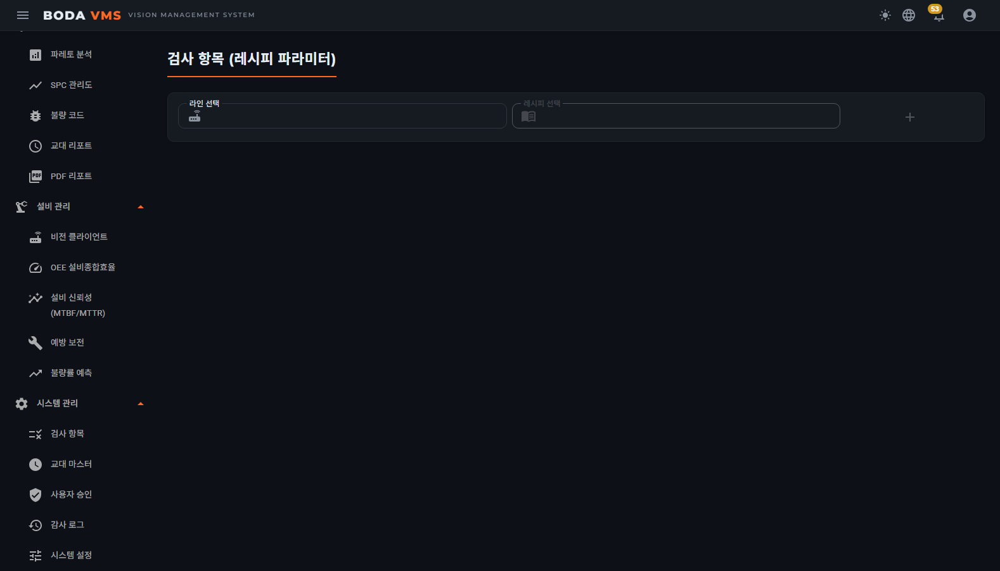 BODA VMS VISION MANAGEMENT SYSTEM
53
파레토 분석
SPC 관리도
불량 코드
교대 리포트
PDF 리포트
설비 관리
비전 클라이언트
OEE 설비종합효율
설비 신뢰성
(MTBF/MTTR)
예방 보전
불량률 예측
시스템 관리
검사 항목
교대 마스터
사용자 승인
감사 로그
시스템 설정
검사 항목 (레시피 파라미터)
라인 선택
레시피 선택